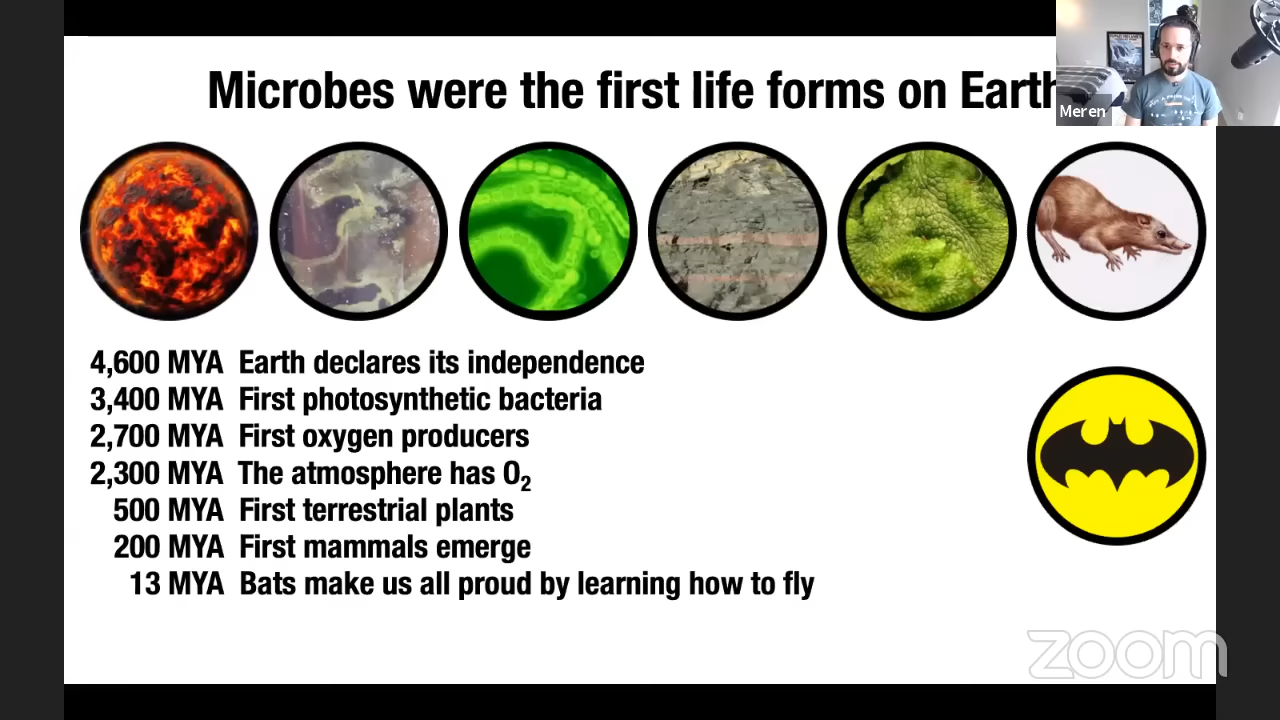 Microbes were the first life forms on Earth
Meren
4,600 MYA Earth declares its independence
3,400 MYA First photosynthetic bacteria
2,700 MYA First oxygen producers
2,300 MYA The atmosphere has O₂
500 MYA First terrestrial plants
200 MYA First mammals emerge
13 MYA Bats make us all proud by learning how to fly
zoom